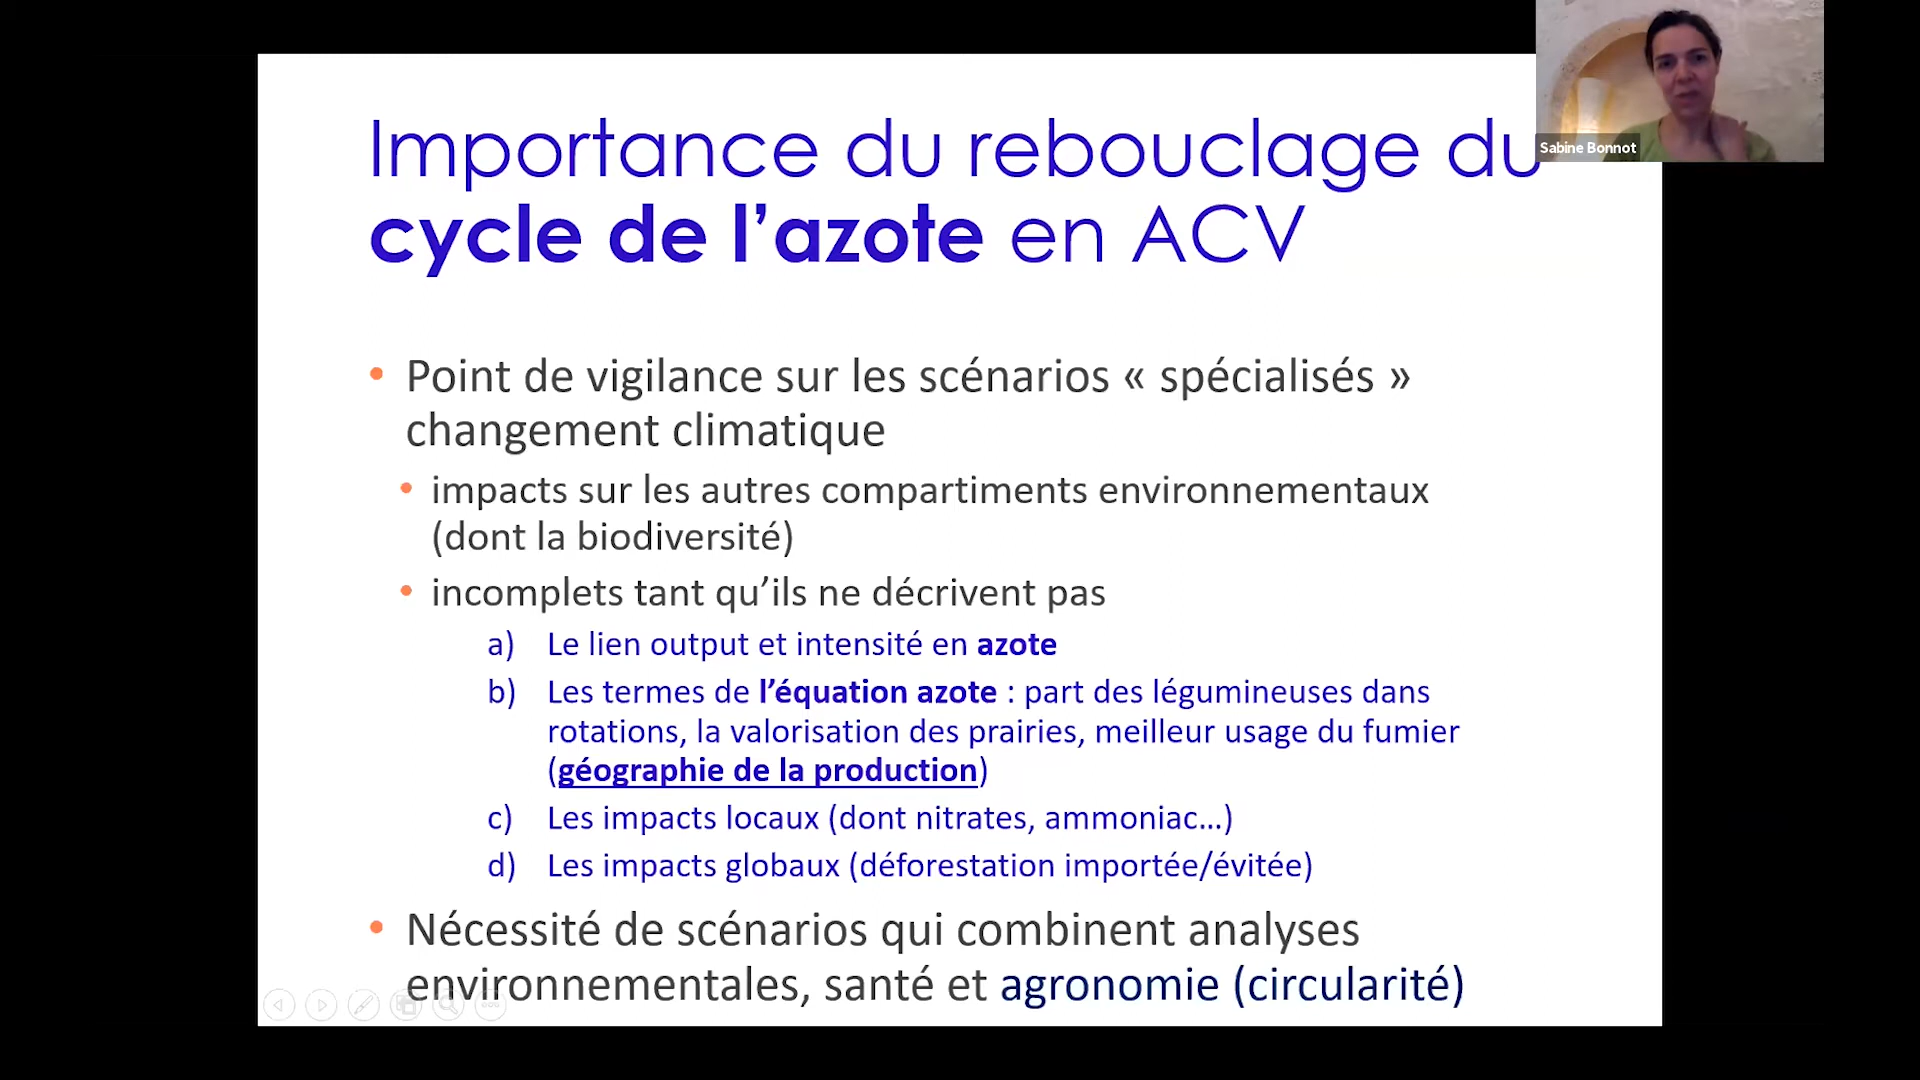 Importance du rebouclage du
cycle de l’azote en ACV
Sabine Bonnot
• Point de vigilance sur les scénarios « spécialisés »
changement climatique
• impacts sur les autres compartiments environnementaux
(dont la biodiversité)
• incomplets tant qu’ils ne décrivent pas
a) Le lien output et intensité en azote
b) Les termes de l’équation azote : part des légumineuses dans
rotations, la valorisation des prairies, meilleur usage du fumier
(géographie de la production)
c) Les impacts locaux (dont nitrates, ammoniac…)
d) Les impacts globaux (déforestation importée/évitée)
• Nécessité de scénarios qui combinent analyses
environnementales, santé et agronomie (circularité)